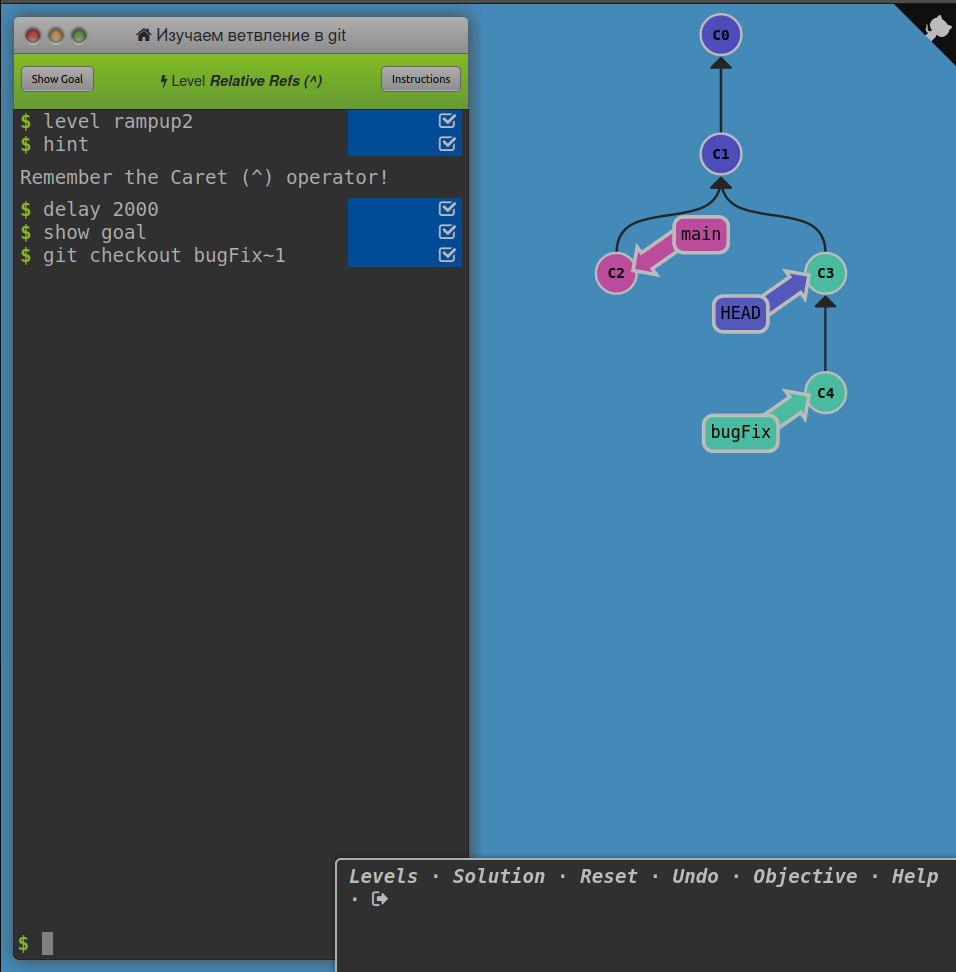 Изучаем ветвление в git
Show Goal
Level Relative Refs (^)
Instructions
$ level rampup2
$ hint
Remember the Caret (^) operator!
$ delay 2000
$ show goal
$ git checkout bugFix~1
$
C0
C1
main
C2
C3
HEAD
C4
bugFix
Levels · Solution · Reset · Undo · Objective · Help
·